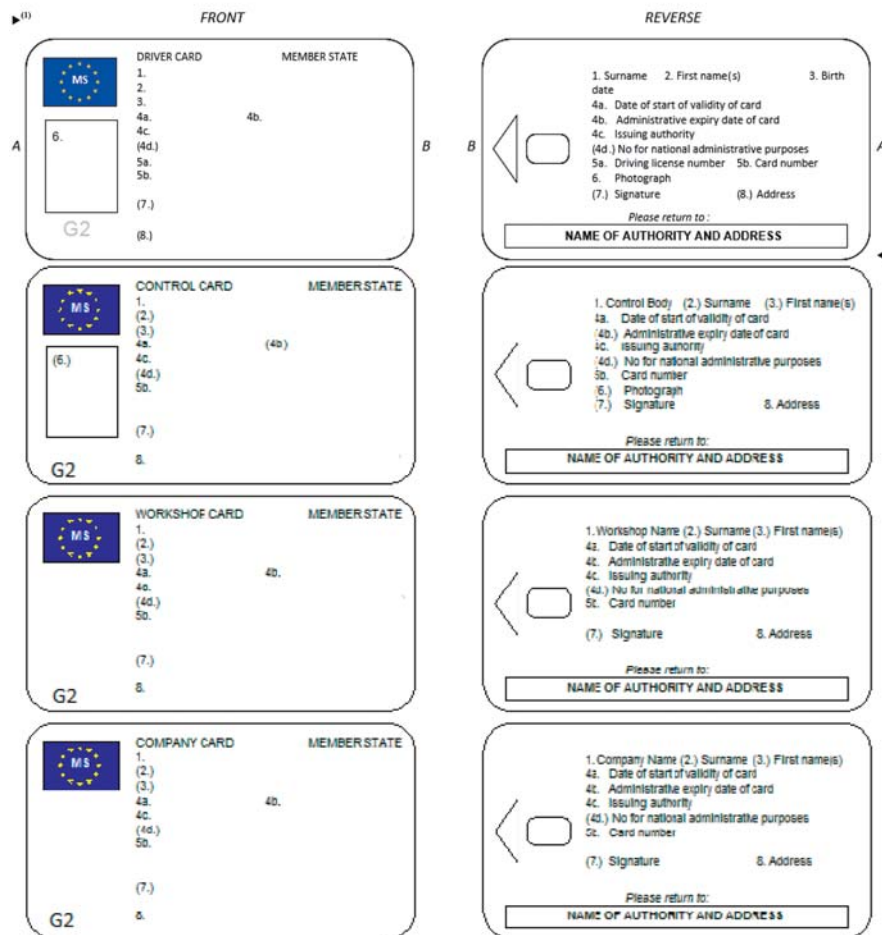 ►(1) FRONT REVERSE
DRIVER CARD MEMBER STATE
MS
1.
2.
3.
4a. 4b.
4c.
(4d.)
5a.
5b.
(7.)
(8.)
6.
G2
A B
1. Surname 2. First name(s) 3. Birth
date
4a. Date of start of validity of card
4b. Administrative expiry date of card
4c. Issuing authority
(4d.) No for national administrative purposes
5a. Driving license number 5b. Card number
6. Photograph
(7.) Signature (8.) Address
Please return to :
NAME OF AUTHORITY AND ADDRESS
B A
◄
CONTROL CARD MEMBER STATE
MS
1.
(2.)
(3.)
4a. (4b.)
4c.
(4d.)
5b.
(7.)
8.
(6.)
G2
1. Control Body (2.) Surname (3.) First name(s)
4a. Date of start of validity of card
(4b.) Administrative expiry date of card
4c. Issuing authority
(4d.) No for national administrative purposes
5b. Card number
(6.) Photograph
(7.) Signature 8. Address
Please return to:
NAME OF AUTHORITY AND ADDRESS
WORKSHOP CARD MEMBER STATE
MS
1.
(2.)
(3.)
4a. 4b.
4c.
(4d.)
5b.
(7.)
8.
G2
1. Workshop Name (2.) Surname (3.) First name(s)
4a. Date of start of validity of card
4b. Administrative expiry date of card
4c. Issuing authority
(4d.) No for national administrative purposes
5b. Card number
(7.) Signature 8. Address
Please return to:
NAME OF AUTHORITY AND ADDRESS
COMPANY CARD MEMBER STATE
MS
1.
(2.)
(3.)
4a. 4b.
4c.
(4d.)
5b.
(7.)
8.
G2
1. Company Name (2.) Surname (3.) First name(s)
4a. Date of start of validity of card
4b. Administrative expiry date of card
4c. Issuing authority
(4d.) No for national administrative purposes
5b. Card number
(7.) Signature 8. Address
Please return to:
NAME OF AUTHORITY AND ADDRESS